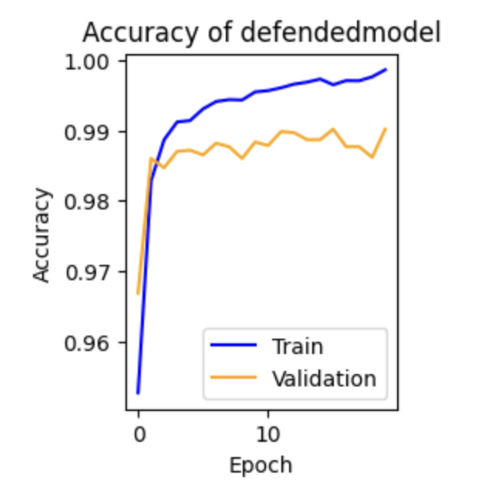 Accuracy of defendedmodel
1.00
0.99
0.98
0.97
0.96
Accuracy
Train
Validation
0
10
Epoch